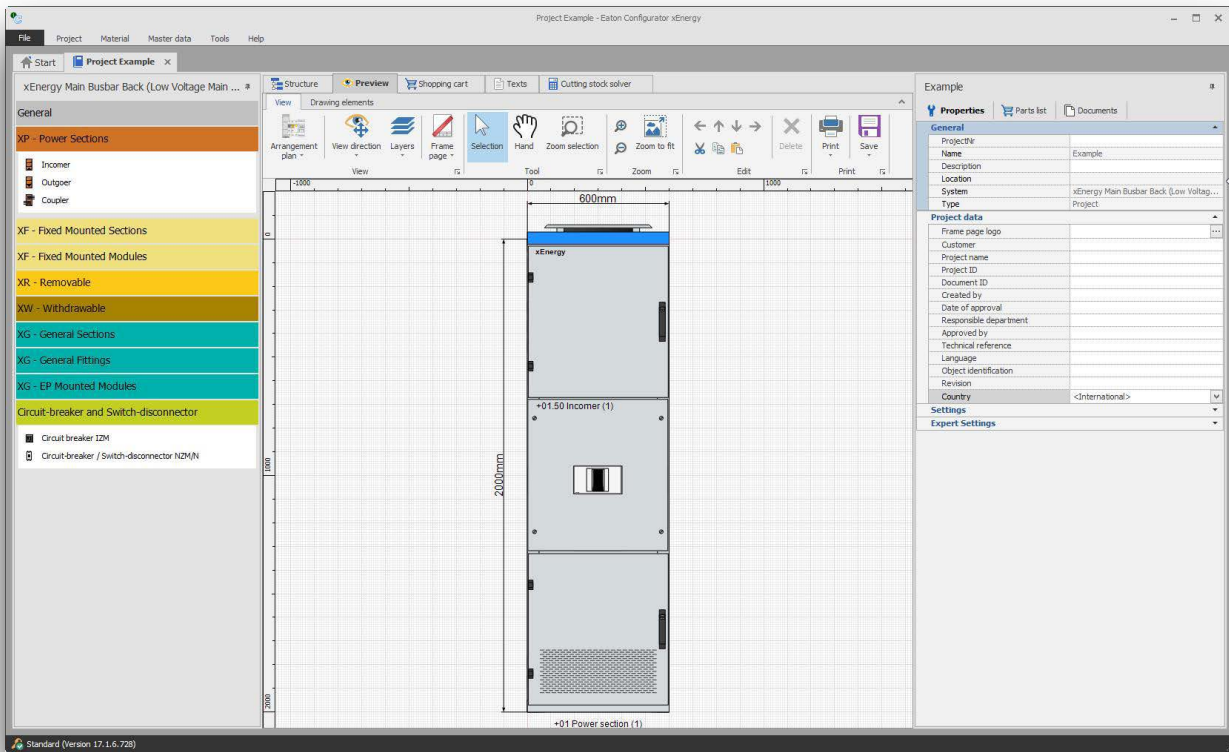 Project Example - Eaton Configurator xEnergy
File Project Material Master data Tools Help
Start Project Example
xEnergy Main Busbar Back (Low Voltage Main ...
General
XP - Power Sections
Incomer
Outgoer
Coupler
XF - Fixed Mounted Sections
XF - Fixed Mounted Modules
XR - Removable
XW - Withdrawable
XG - General Sections
XG - General Fittings
XG - EP Mounted Modules
Circuit-breaker and Switch-disconnector
Circuit breaker IZM
Circuit-breaker / Switch-disconnector NZM/N
Structure Preview Shopping cart Texts Cutting stock solver
View Drawing elements
Arrangement plan View direction Layers Frame page Selection Hand Zoom selection Zoom to fit Delete Print Save
View Tool Zoom Edit Print
-1000 0 1000
600mm
0
xEnergy
+01.50 Incomer (1)
1000
2000mm
2000
+01 Power section (1)
Example
Properties Parts list Documents
General
ProjectNr
Name Example
Description
Location
System xEnergy Main Busbar Back (Low Voltag...
Type Project
Project data
Frame page logo ...
Customer
Project name
Project ID
Document ID
Created by
Date of approval
Responsible department
Approved by
Technical reference
Language
Object identification
Revision
Country <International>
Settings
Expert Settings
Standard (Version 17.1.6.728)